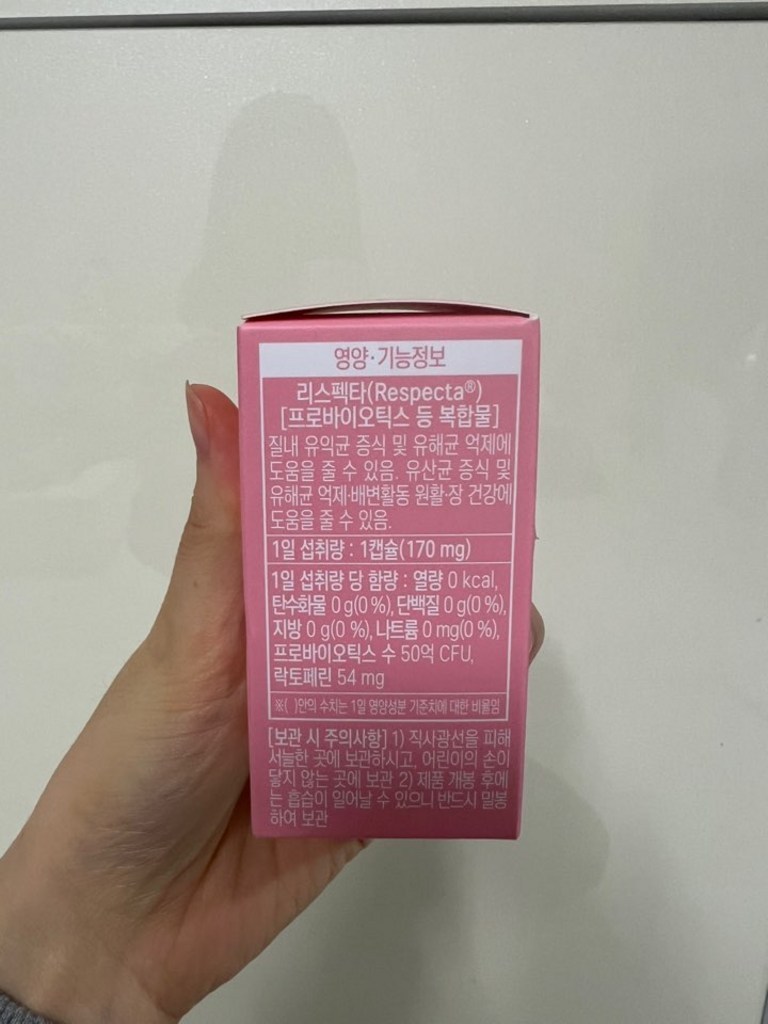 영양·기능정보
리스펙타(Respecta®)
[프로바이오틱스 등 복합물]
질내 유익균 증식 및 유해균 억제에
도움을 줄 수 있음. 유산균 증식 및
유해균 억제·배변활동 원활·장 건강에
도움을 줄 수 있음.
1일 섭취량 : 1캡슐(170 mg)
1일 섭취량 당 함량 : 열량 0 kcal,
탄수화물 0 g(0 %), 단백질 0 g(0 %),
지방 0 g(0 %), 나트륨 0 mg(0 %),
프로바이오틱스 수 50억 CFU,
락토페린 54 mg
※( )안의 수치는 1일 영양성분 기준치에 대한 비율임
[보관 시 주의사항] 1) 직사광선을 피해
서늘한 곳에 보관하시고, 어린이의 손이
닿지 않는 곳에 보관 2) 제품 개봉 후에
는 흡습이 일어날 수 있으니 반드시 밀봉
하여 보관